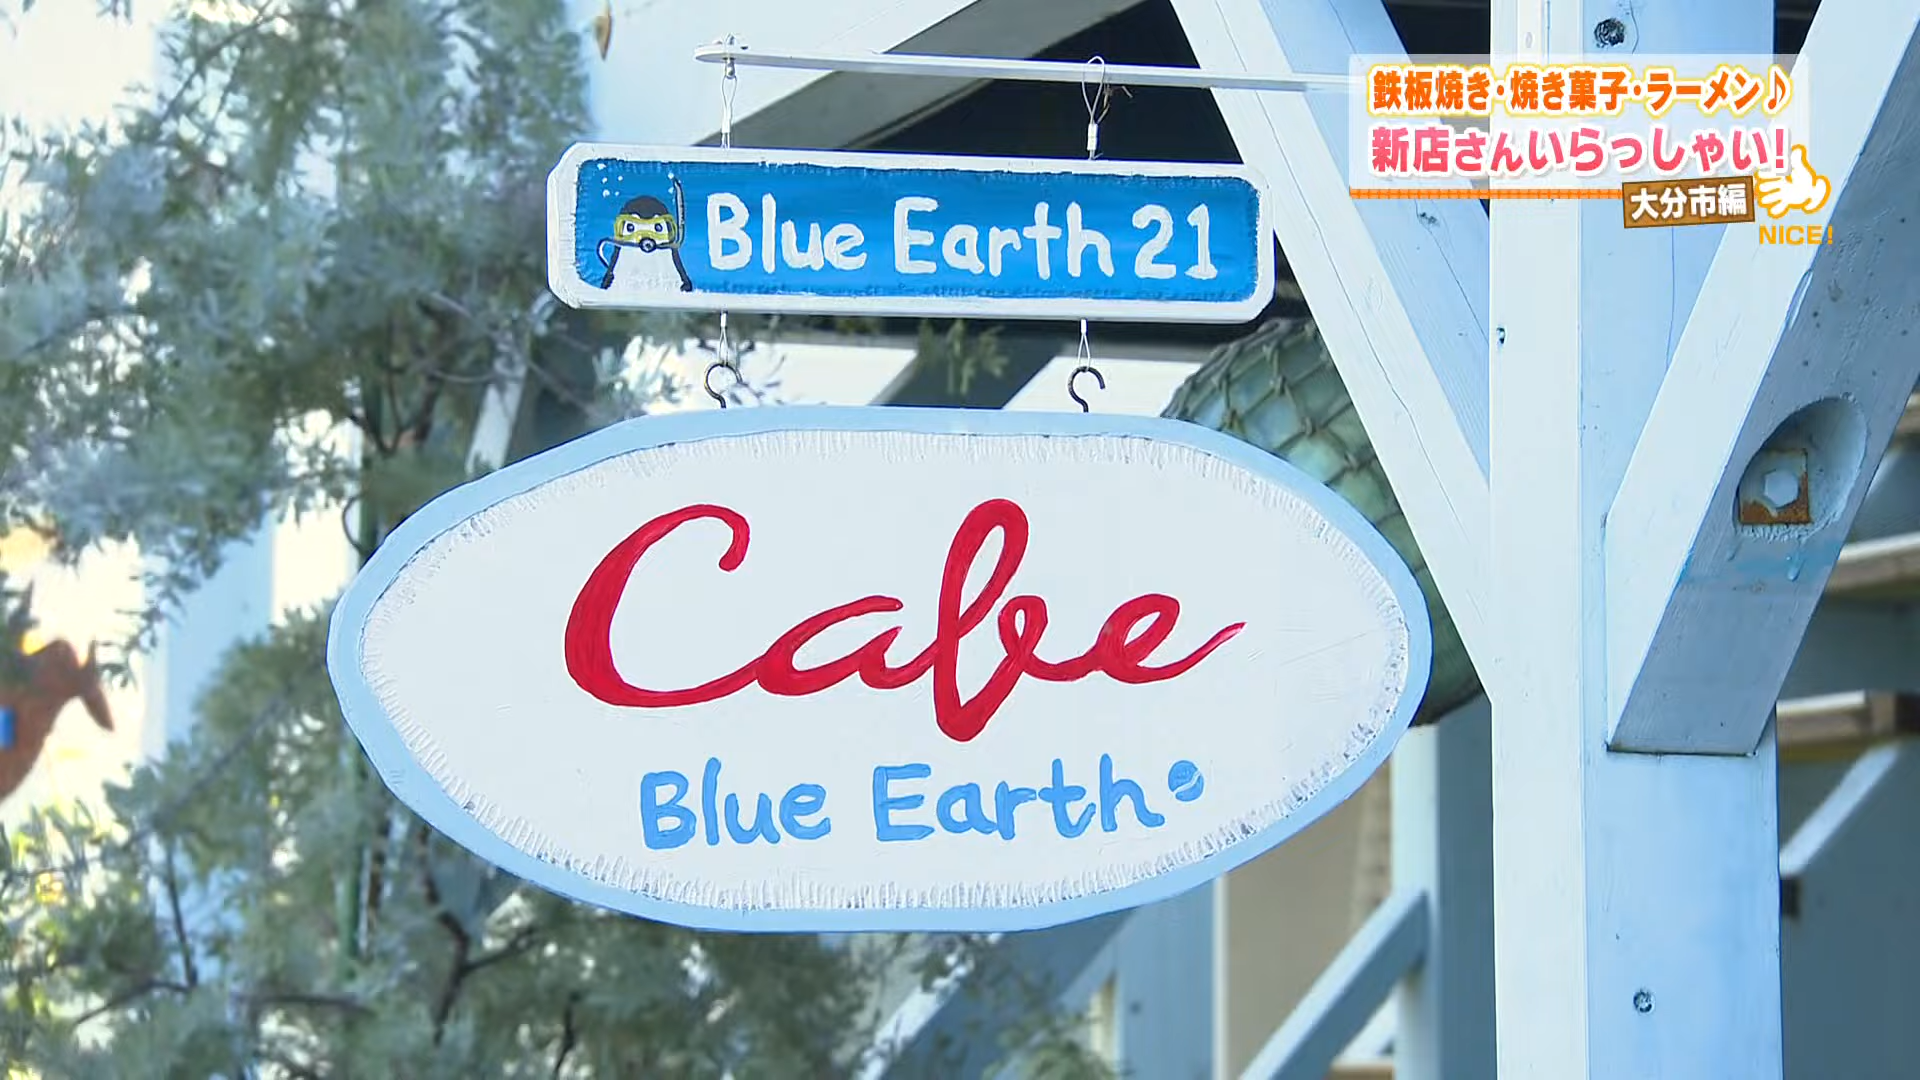 鉄板焼き・焼き菓子・ラーメン♪
新店さんいらっしゃい!
大分市編
NICE!
Blue Earth 21
Cafe
Blue Earth